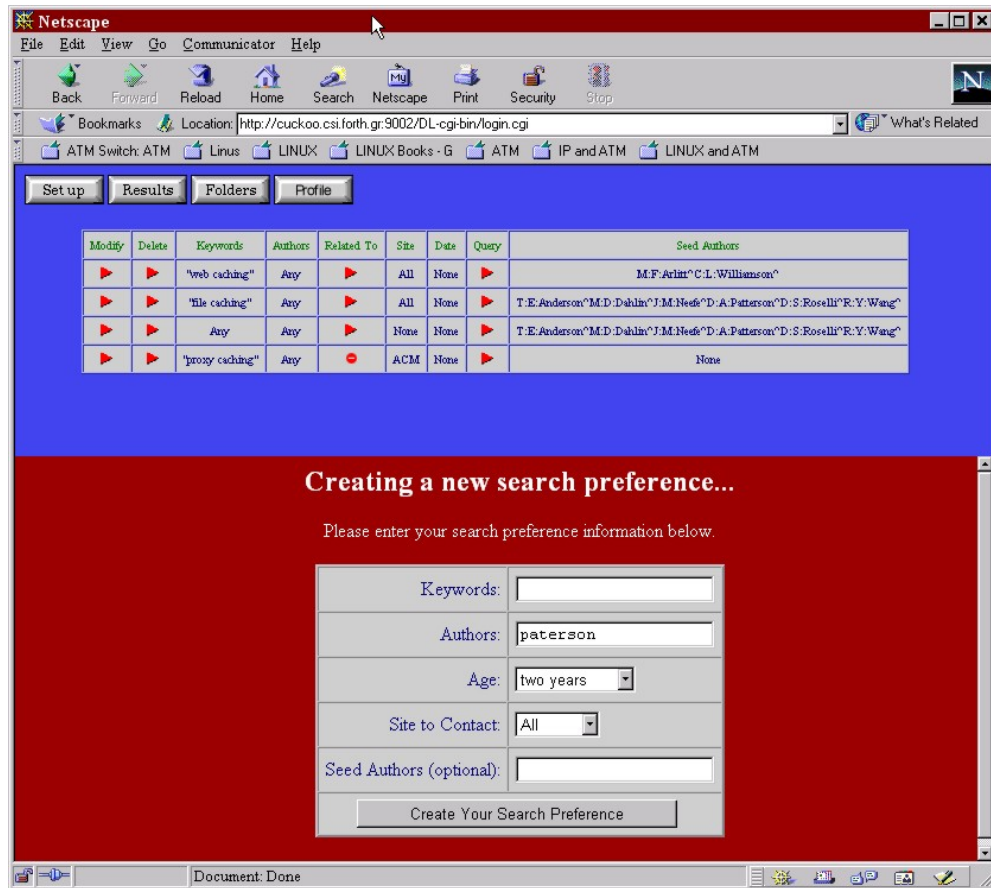 Netscape
File Edit View Go Communicator Help
Back Forward Reload Home Search Netscape Print Security Stop
My
N
Bookmarks Location: http://cuckoo.csi.forth.gr:9002/DL-cgi-bin/login.cgi What's Related
ATM Switch: ATM Linus LINUX LINUX Books - G ATM IP and ATM LINUX and ATM
Set up Results Folders Profile
Modify Delete Keywords Authors Related To Site Date Query Seed Authors
"web caching" Any All None M:F:Arlitt^C:L:Williamson^
"file caching" Any All None T:E:Anderson^M:D:Dahlin^J:M:Neefe^D:A:Patterson^D:S:Roselli^R:Y:Wang^
Any Any None None T:E:Anderson^M:D:Dahlin^J:M:Neefe^D:A:Patterson^D:S:Roselli^R:Y:Wang^
"proxy caching" Any ACM None None
Creating a new search preference...
Please enter your search preference information below.
Keywords:
Authors: paterson
Age: two years
Site to Contact: All
Seed Authors (optional):
Create Your Search Preference
Document: Done